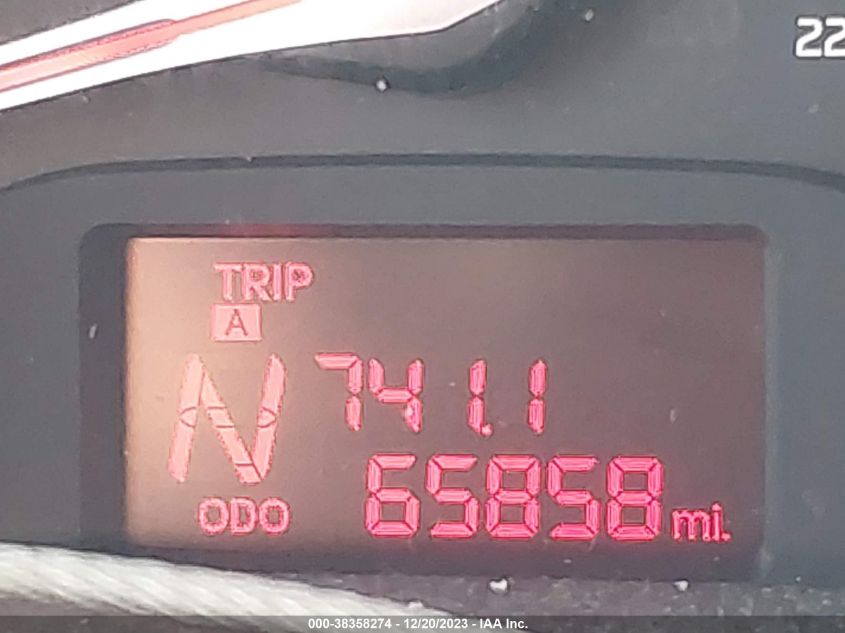 22
TRIP
A
N 741.1
ODO 65858 mi.
000-38358274 - 12/20/2023 - IAA Inc.